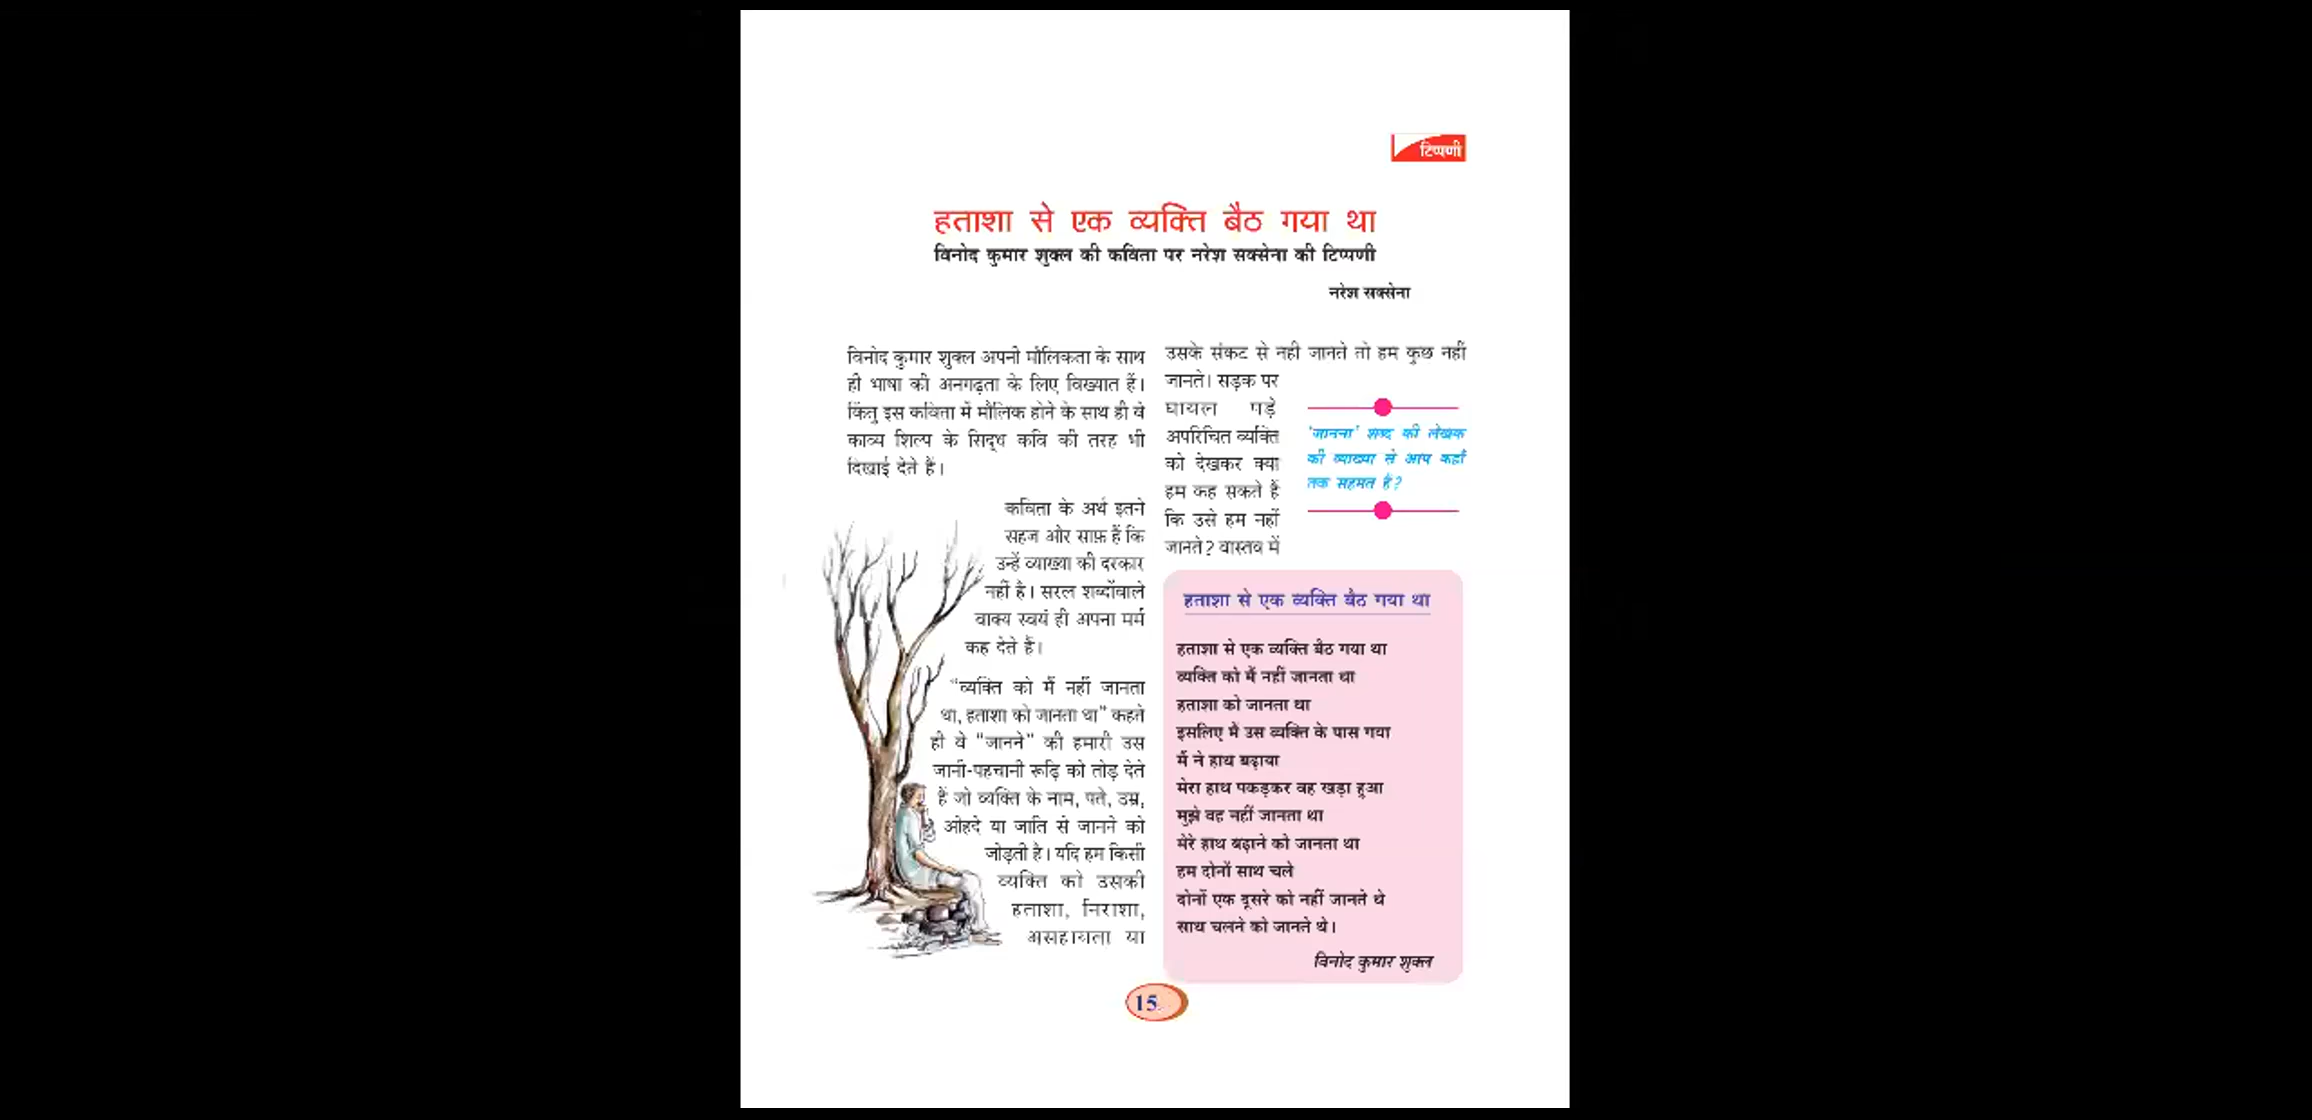 टिप्पणी
हताशा से एक व्यक्ति बैठ गया था
विनोद कुमार शुक्ल की कविता पर नरेश सक्सेना की टिप्पणी
नरेश सक्सेना
विनोद कुमार शुक्ल अपनी मौलिकता के साथ
ही भाषा की अनगढ़ता के लिए विख्यात हैं।
किंतु इस कविता में मौलिक होने के साथ ही वे
काव्य शिल्प के सिद्ध कवि की तरह भी
दिखाई देते हैं।
कविता के अर्थ इतने
सहज और साफ़ हैं कि
उन्हें व्याख्या की दरकार
नहीं है। सरल शब्दोंवाले
वाक्य स्वयं ही अपना मर्म
कह देते हैं।
“व्यक्ति को मैं नहीं जानता
था, हताशा को जानता था” कहते
ही वे “जानने” की हमारी उस
जानी-पहचानी रूढ़ि को तोड़ देते
हैं जो व्यक्ति के नाम, पते, उम्र,
ओहदे या जाति से जानने को
जोड़ती है। यदि हम किसी
व्यक्ति को उसकी
हताशा, निराशा,
असहायता या
उसके संकट से नहीं जानते तो हम कुछ नहीं
जानते। सड़क पर
घायल पड़े
अपरिचित व्यक्ति
को देखकर क्या
हम कह सकते हैं
कि उसे हम नहीं
जानते? वास्तव में
‘जानना’ शब्द की लेखक
की व्याख्या से आप कहाँ
तक सहमत हैं?
हताशा से एक व्यक्ति बैठ गया था
हताशा से एक व्यक्ति बैठ गया था
व्यक्ति को मैं नहीं जानता था
हताशा को जानता था
इसलिए मैं उस व्यक्ति के पास गया
मैं ने हाथ बढ़ाया
मेरा हाथ पकड़कर वह खड़ा हुआ
मुझे वह नहीं जानता था
मेरे हाथ बढ़ाने को जानता था
हम दोनों साथ चले
दोनों एक दूसरे को नहीं जानते थे
साथ चलने को जानते थे।
विनोद कुमार शुक्ल
15